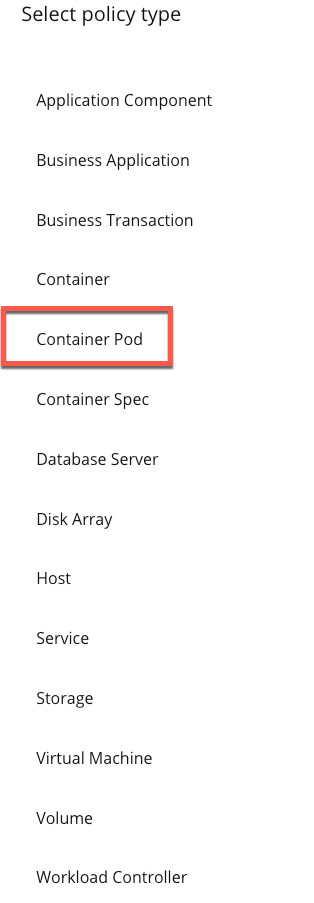 Select policy type
Application Component
Business Application
Business Transaction
Container
Container Pod
Container Spec
Database Server
Disk Array
Host
Service
Storage
Virtual Machine
Volume
Workload Controller